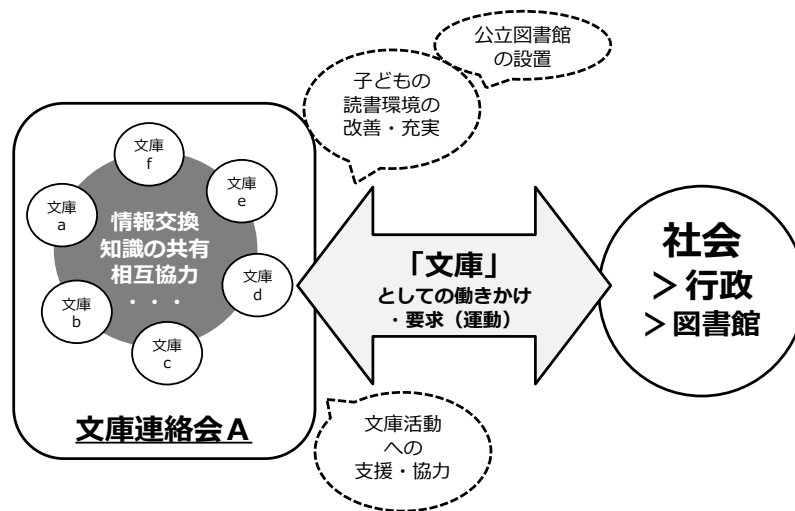 公立図書館
の設置
子どもの
読書環境の
改善・充実
文庫
f
文庫
e
文庫
a
情報交換
知識の共有
相互協力
・・・
文庫
d
文庫
b
文庫
c
文庫連絡会A
「文庫」
としての働きかけ
・要求（運動）
社会
＞行政
＞図書館
文庫活動
への
支援・協力